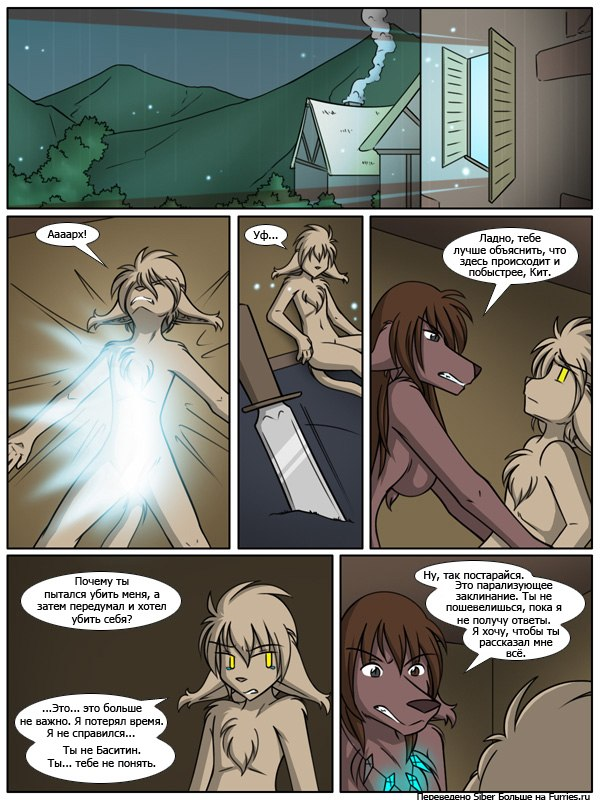 Аааарх!
Уф...
Ладно, тебе
лучше объяснить, что
здесь происходит и
побыстрее, Кит.
Почему ты
пытался убить меня, а
затем передумал и хотел
убить себя?
...Это... это больше
не важно. Я потерял время.
Я не справился...
Ты не Баситин.
Ты... тебе не понять.
Ну, так постарайся.
Это парализующее
заклинание. Ты не
пошевелишься, пока я
не получу ответы.
Я хочу, чтобы ты
рассказал мне
всё.
Переведено Siber Больше на Furries.ru